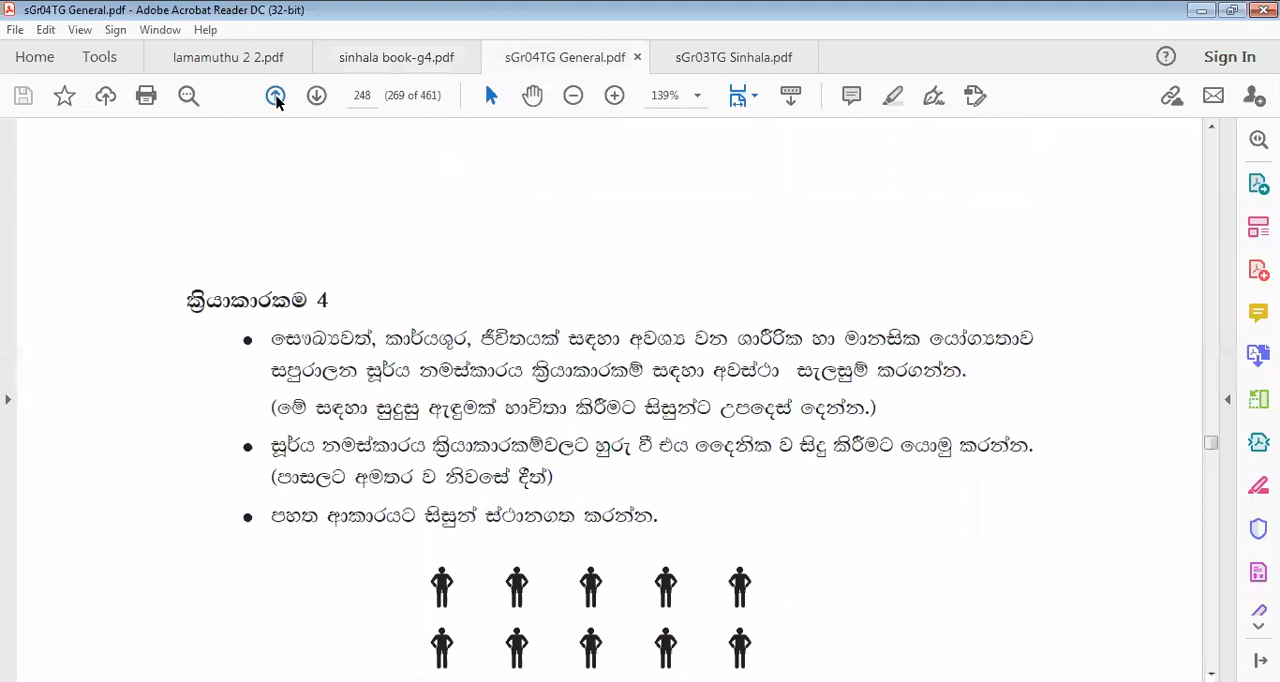 sGr04TG General.pdf - Adobe Acrobat Reader DC (32-bit)
File Edit View Sign Window Help
Home Tools lamamuthu 2 2.pdf sinhala book-g4.pdf sGr04TG General.pdf × sGr03TG Sinhala.pdf Sign In
248 (269 of 461) 139%
ක්‍රියාකාරකම 4
• සෞඛ්‍යවත්, කාර්යශූර, ජීවිතයක් සඳහා අවශ්‍ය වන ශාරීරික හා මානසික යෝග්‍යතාව
සපුරාලන සූර්ය නමස්කාරය ක්‍රියාකාරකම් සඳහා අවස්ථා සැලසුම් කරගන්න.
(මේ සඳහා සුදුසු ඇඳුමක් භාවිතා කිරීමට සිසුන්ට උපදෙස් දෙන්න.)
• සූර්ය නමස්කාරය ක්‍රියාකාරකම්වලට හුරු වී එය දෛනික ව සිදු කිරීමට යොමු කරන්න.
(පාසලට අමතර ව නිවසේ දීත්)
• පහත ආකාරයට සිසුන් ස්ථානගත කරන්න.